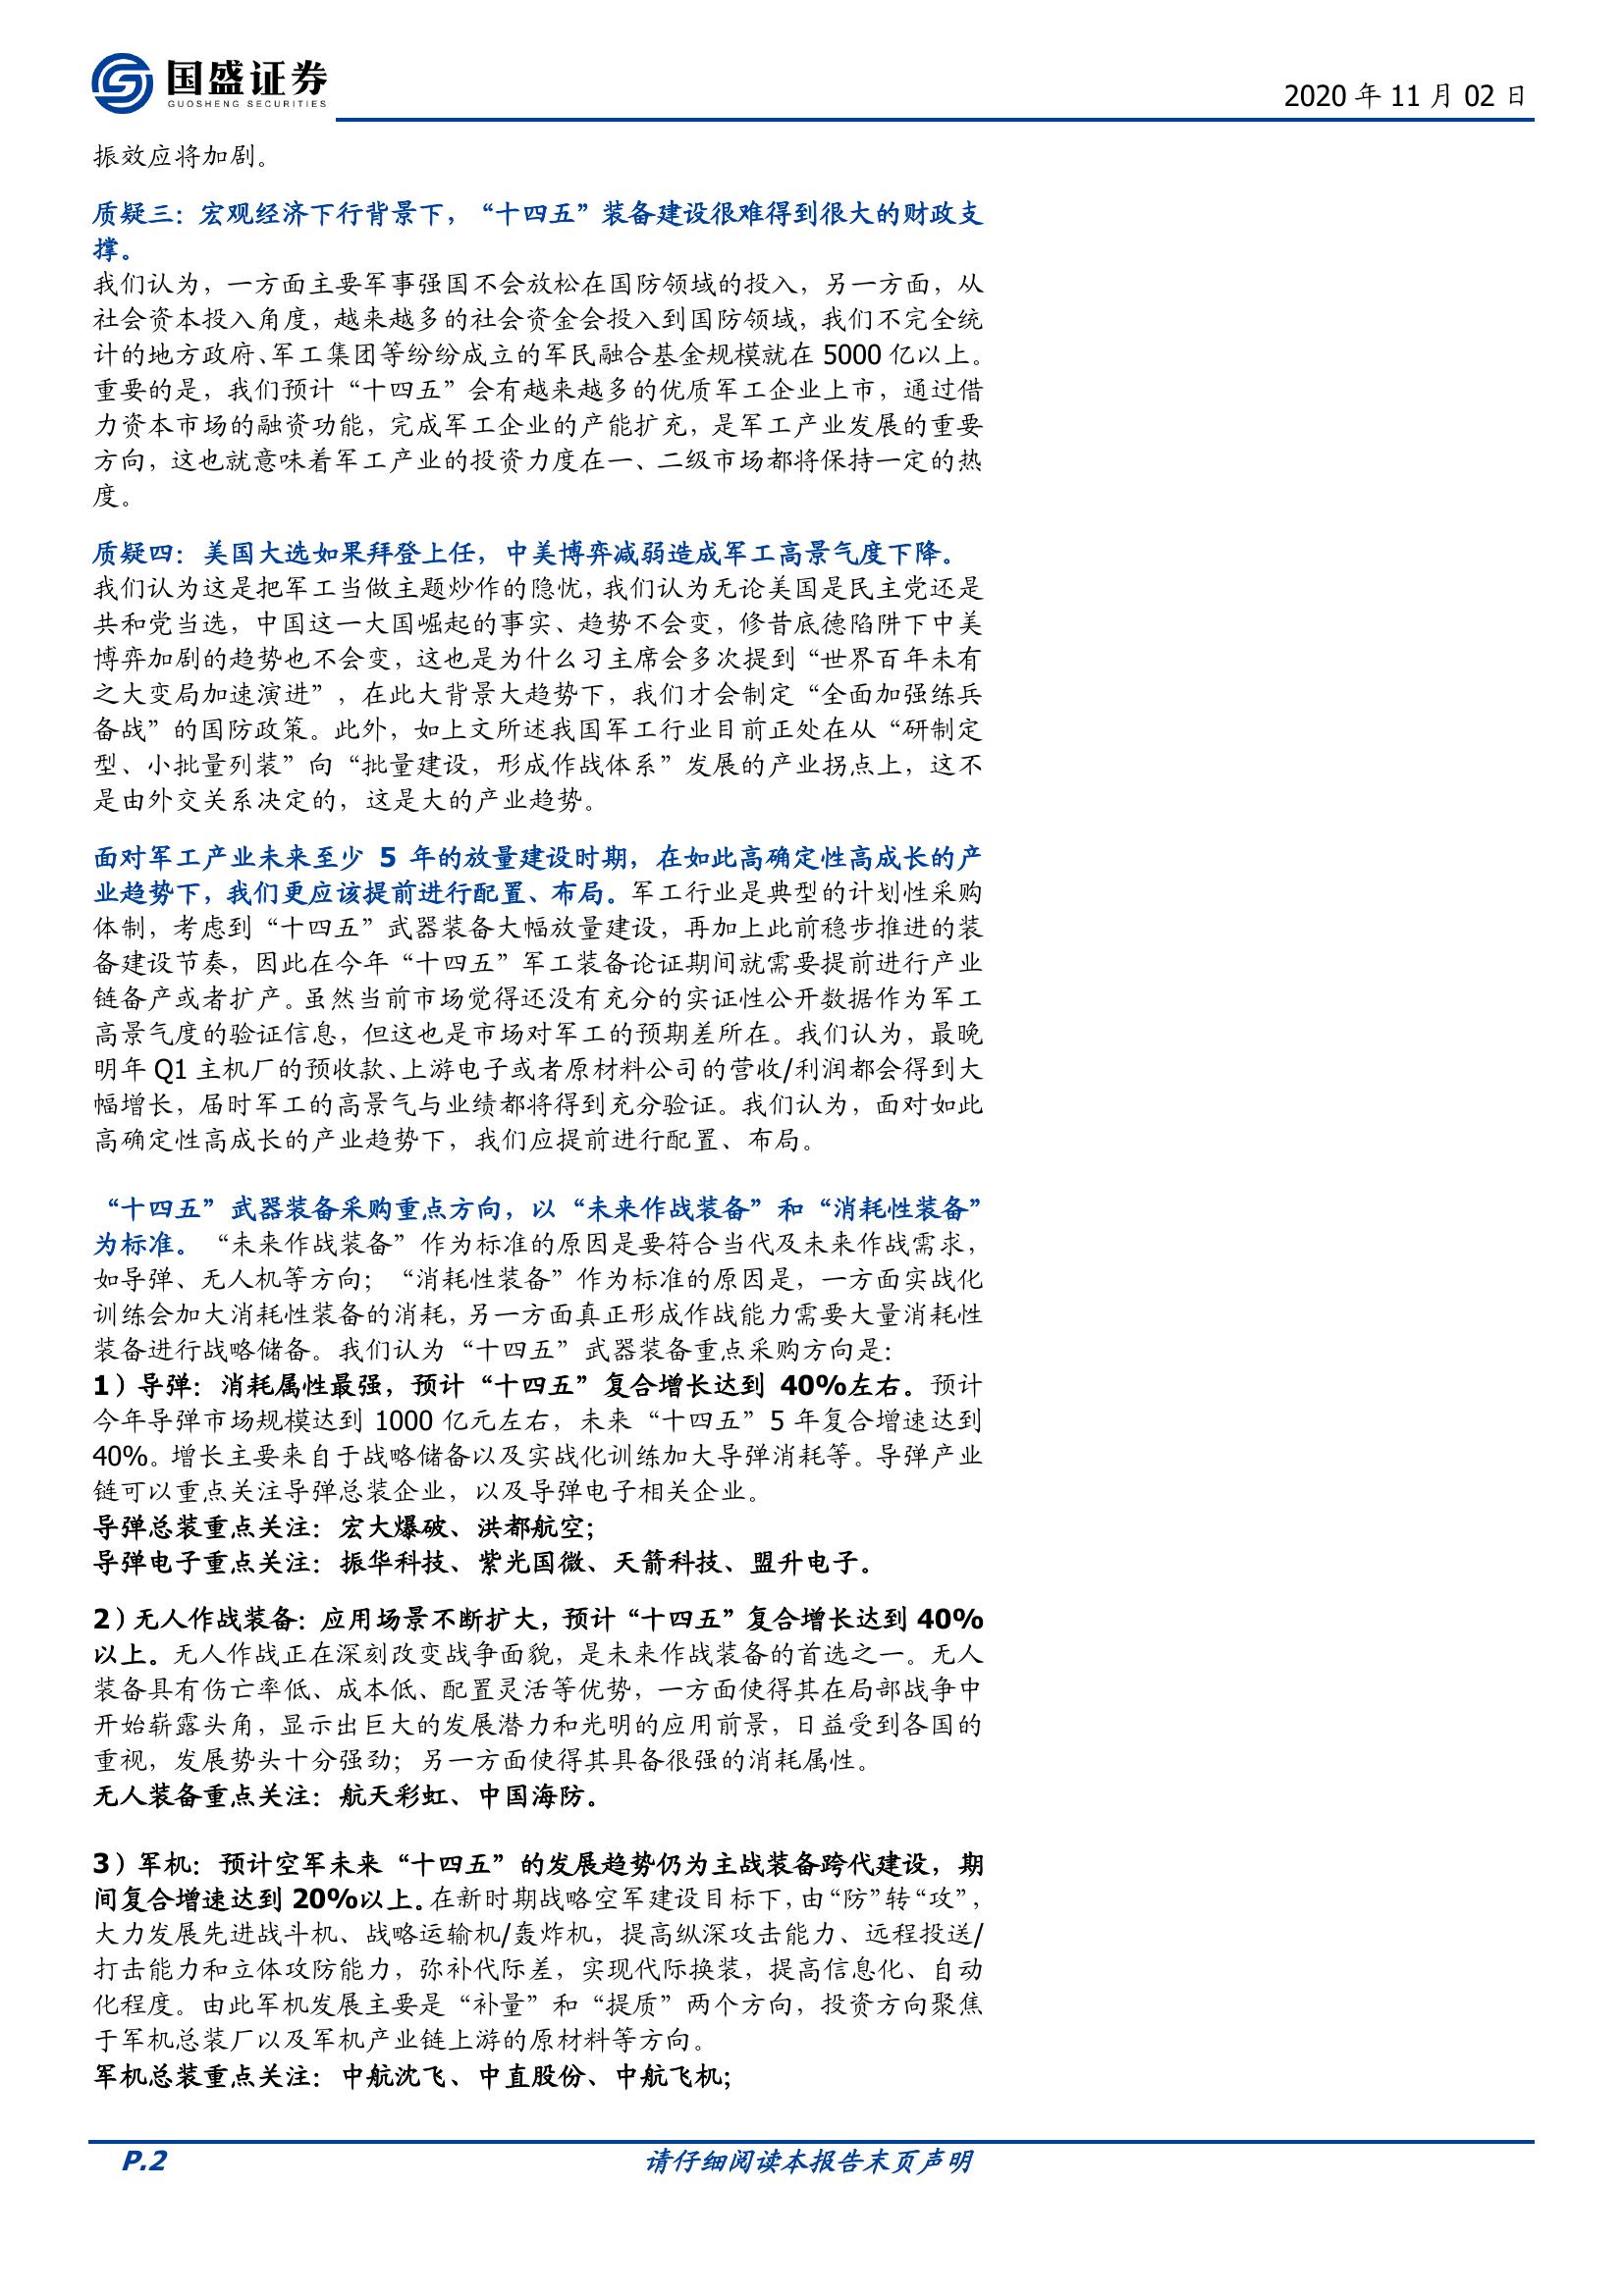 国盛证券
GUOSHENG SECURITIES
2020 年 11 月 02 日
振效应将加剧。
质疑三：宏观经济下行背景下，“十四五”装备建设很难得到很大的财政支
撑。
我们认为，一方面主要军事强国不会放松在国防领域的投入，另一方面，从
社会资本投入角度，越来越多的社会资金会投入到国防领域，我们不完全统
计的地方政府、军工集团等纷纷成立的军民融合基金规模就在 5000 亿以上。
重要的是，我们预计“十四五”会有越来越多的优质军工企业上市，通过借
力资本市场的融资功能，完成军工企业的产能扩充，是军工产业发展的重要
方向，这也就意味着军工产业的投资力度在一、二级市场都将保持一定的热
度。
质疑四：美国大选如果拜登上任，中美博弈减弱造成军工高景气度下降。
我们认为这是把军工当做主题炒作的隐忧，我们认为无论美国是民主党还是
共和党当选，中国这一大国崛起的事实、趋势不会变，修昔底德陷阱下中美
博弈加剧的趋势也不会变，这也是为什么习主席会多次提到“世界百年未有
之大变局加速演进”，在此大背景大趋势下，我们才会制定“全面加强练兵
备战”的国防政策。此外，如上文所述我国军工行业目前正处在从“研制定
型、小批量列装”向“批量建设，形成作战体系”发展的产业拐点上，这不
是由外交关系决定的，这是大的产业趋势。
面对军工产业未来至少 5 年的放量建设时期，在如此高确定性高成长的产
业趋势下，我们更应该提前进行配置、布局。军工行业是典型的计划性采购
体制，考虑到“十四五”武器装备大幅放量建设，再加上此前稳步推进的装
备建设节奏，因此在今年“十四五”军工装备论证期间就需要提前进行产业
链备产或者扩产。虽然当前市场觉得还没有充分的实证性公开数据作为军工
高景气度的验证信息，但这也是市场对军工的预期差所在。我们认为，最晚
明年 Q1 主机厂的预收款、上游电子或者原材料公司的营收/利润都会得到大
幅增长，届时军工的高景气与业绩都将得到充分验证。我们认为，面对如此
高确定性高成长的产业趋势下，我们应提前进行配置、布局。
“十四五”武器装备采购重点方向，以“未来作战装备”和“消耗性装备”
为标准。“未来作战装备”作为标准的原因是要符合当代及未来作战需求，
如导弹、无人机等方向；“消耗性装备”作为标准的原因是，一方面实战化
训练会加大消耗性装备的消耗，另一方面真正形成作战能力需要大量消耗性
装备进行战略储备。我们认为“十四五”武器装备重点采购方向是：
1）导弹：消耗属性最强，预计“十四五”复合增长达到 40%左右。预计
今年导弹市场规模达到 1000 亿元左右，未来“十四五”5 年复合增速达到
40%。增长主要来自于战略储备以及实战化训练加大导弹消耗等。导弹产业
链可以重点关注导弹总装企业，以及导弹电子相关企业。
导弹总装重点关注：宏大爆破、洪都航空；
导弹电子重点关注：振华科技、紫光国微、天箭科技、盟升电子。
2）无人作战装备：应用场景不断扩大，预计“十四五”复合增长达到 40%
以上。无人作战正在深刻改变战争面貌，是未来作战装备的首选之一。无人
装备具有伤亡率低、成本低、配置灵活等优势，一方面使得其在局部战争中
开始崭露头角，显示出巨大的发展潜力和光明的应用前景，日益受到各国的
重视，发展势头十分强劲；另一方面使得其具备很强的消耗属性。
无人装备重点关注：航天彩虹、中国海防。
3）军机：预计空军未来“十四五”的发展趋势仍为主战装备跨代建设，期
间复合增速达到 20%以上。在新时期战略空军建设目标下，由“防”转“攻”，
大力发展先进战斗机、战略运输机/轰炸机，提高纵深攻击能力、远程投送/
打击能力和立体攻防能力，弥补代际差，实现代际换装，提高信息化、自动
化程度。由此军机发展主要是“补量”和“提质”两个方向，投资方向聚焦
于军机总装厂以及军机产业链上游的原材料等方向。
军机总装重点关注：中航沈飞、中直股份、中航飞机；
P.2
请仔细阅读本报告末页声明